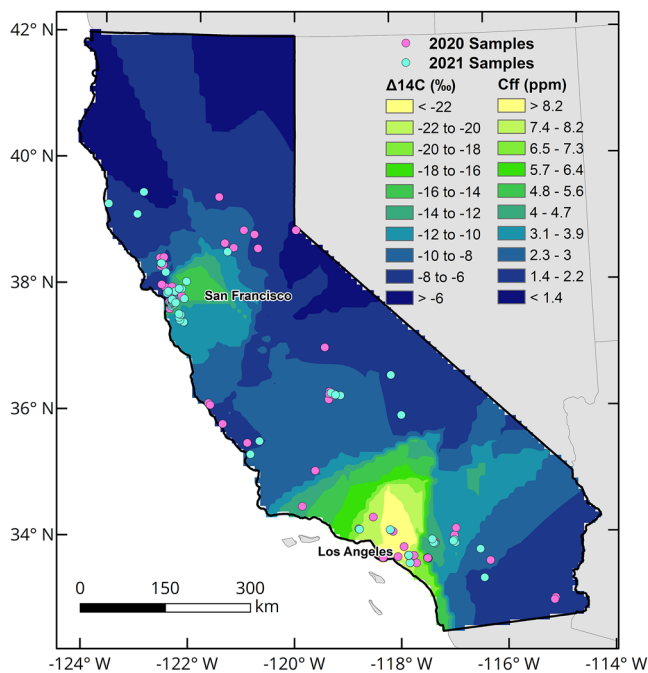 42° N
40° N
38° N
36° N
34° N
2020 Samples
2021 Samples
Δ14C (‰) Cff (ppm)
< -22 > 8.2
-22 to -20 7.4 - 8.2
-20 to -18 6.5 - 7.3
-18 to -16 5.7 - 6.4
-16 to -14 4.8 - 5.6
-14 to -12 4 - 4.7
-12 to -10 3.1 - 3.9
-10 to -8 2.3 - 3
-8 to -6 1.4 - 2.2
> -6 < 1.4
San Francisco
Los Angeles
0 150 300
km
-124° W -122° W -120° W -118° W -116° W -114° W